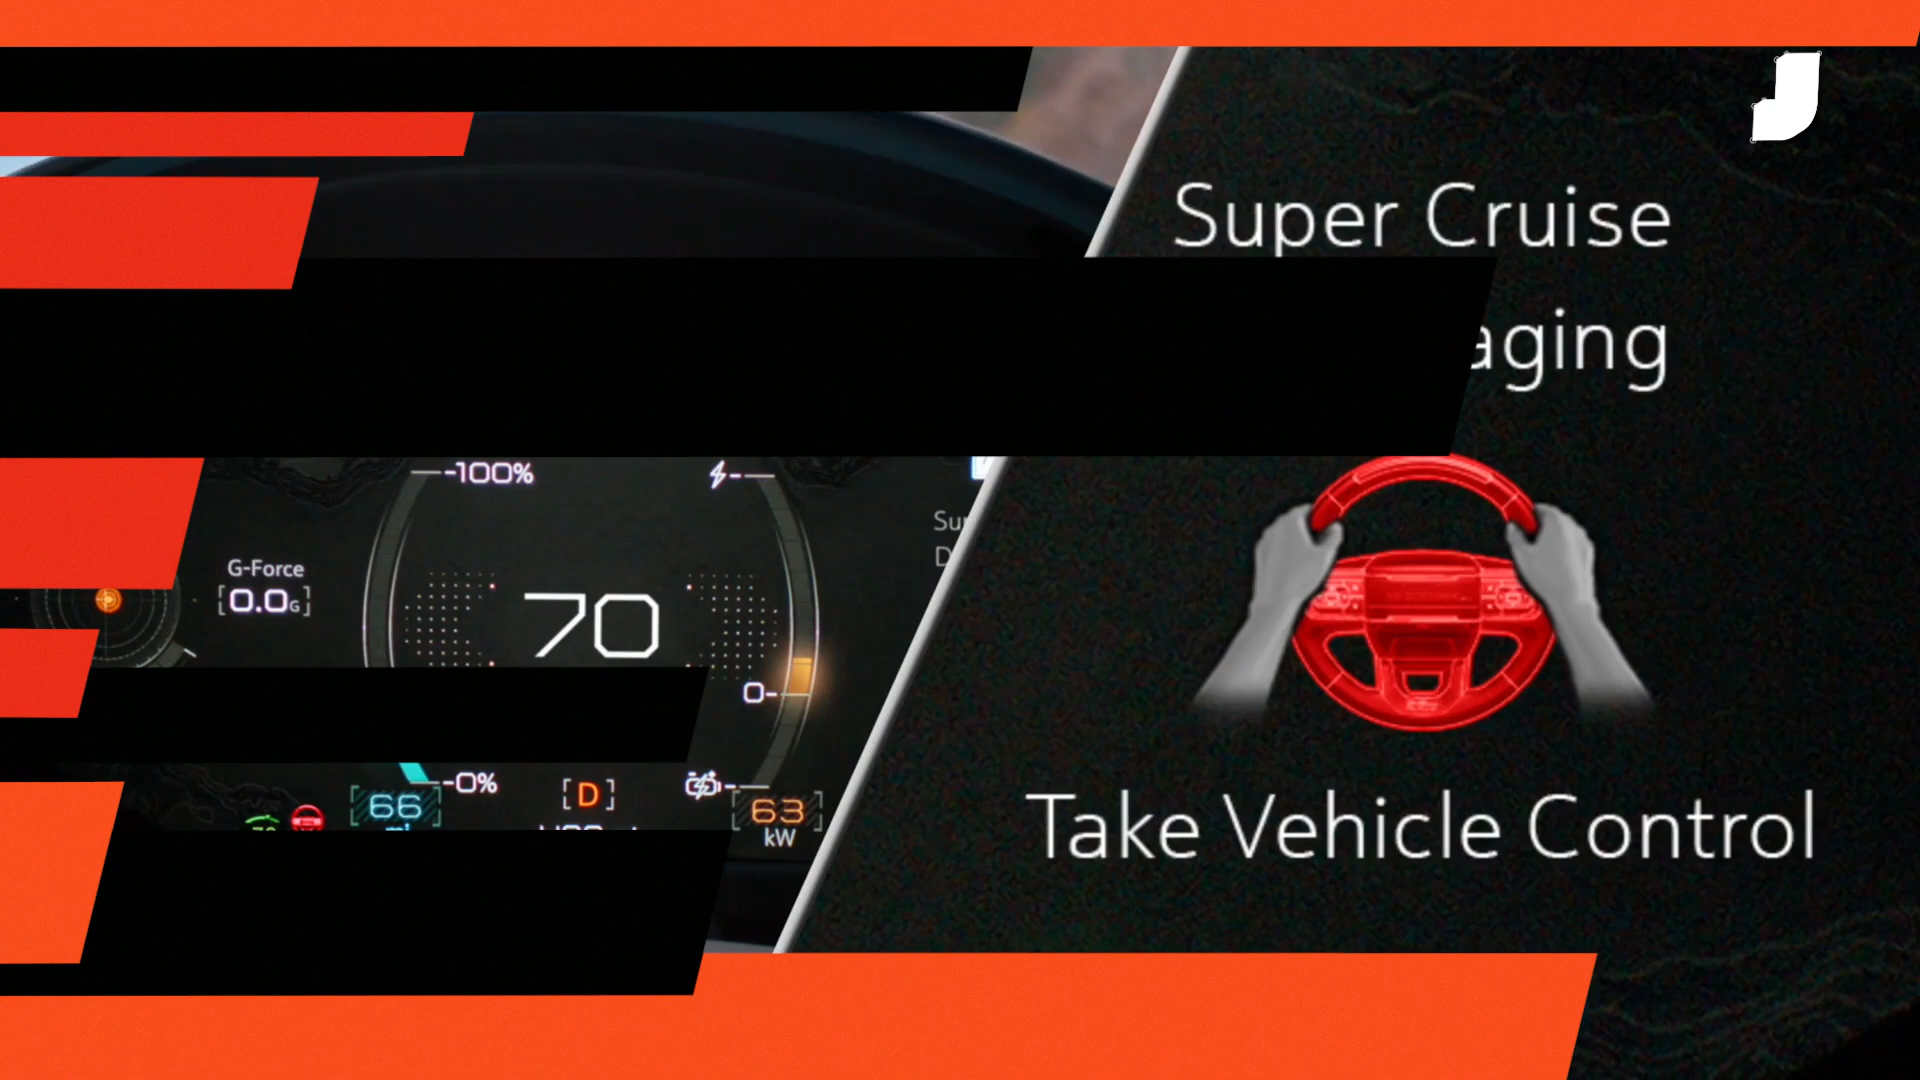 Super Cruise
aging
-100%
G-Force
[0.0G]
70
0-
-0%
[D]
66
63
kW
Take Vehicle Control